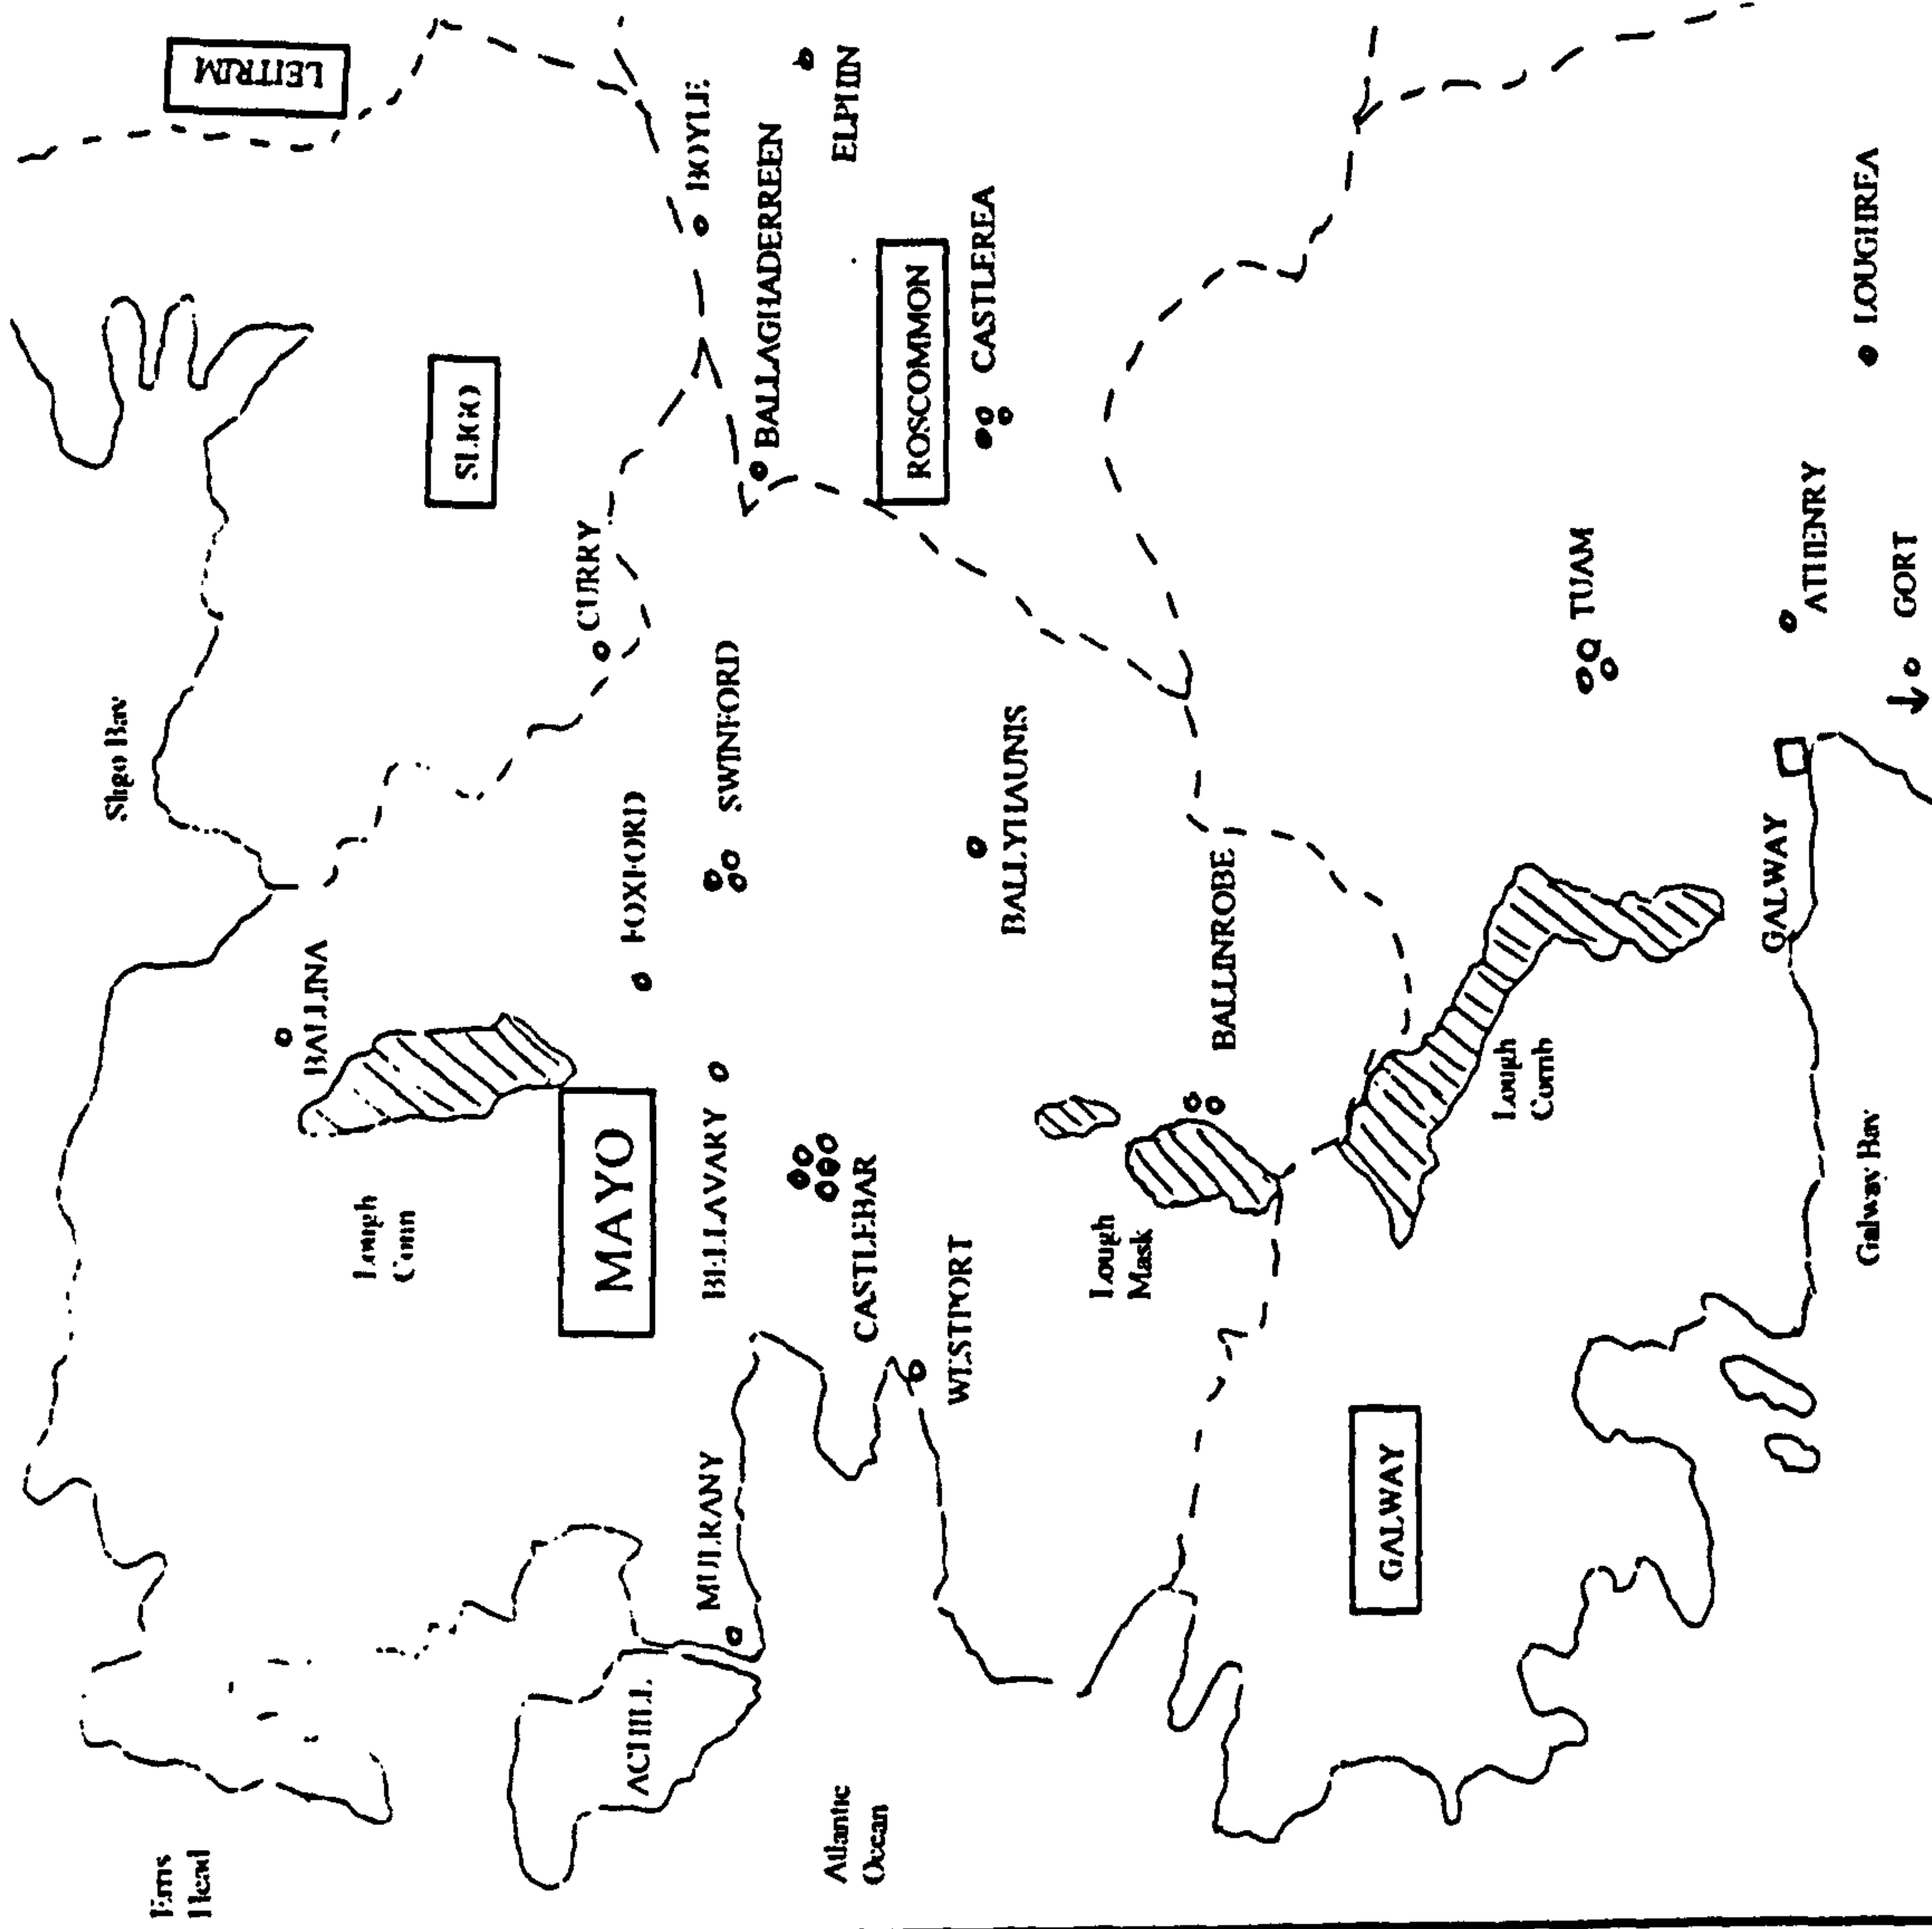 LEITRIM
Sligo Bay
SLIGO
BOYLE
BALLAGHADERREEN
ELPHIN
CURRY
BALLINA
FOXFORD
SWINFORD
ROSCOMMON
CASTLEREA
Lough
Conn
MAYO
BELLAVARY
CASTLEBAR
WESTPORT
MULRANY
ACHILL
Atlantic
Ocean
Head
BALLYHAUNIS
BALLINROBE
Lough
Mask
Lough
Corrib
TUAM
ATHENRY
LOUGHREA
GORT
GALWAY
GALWAY
Galway Bay